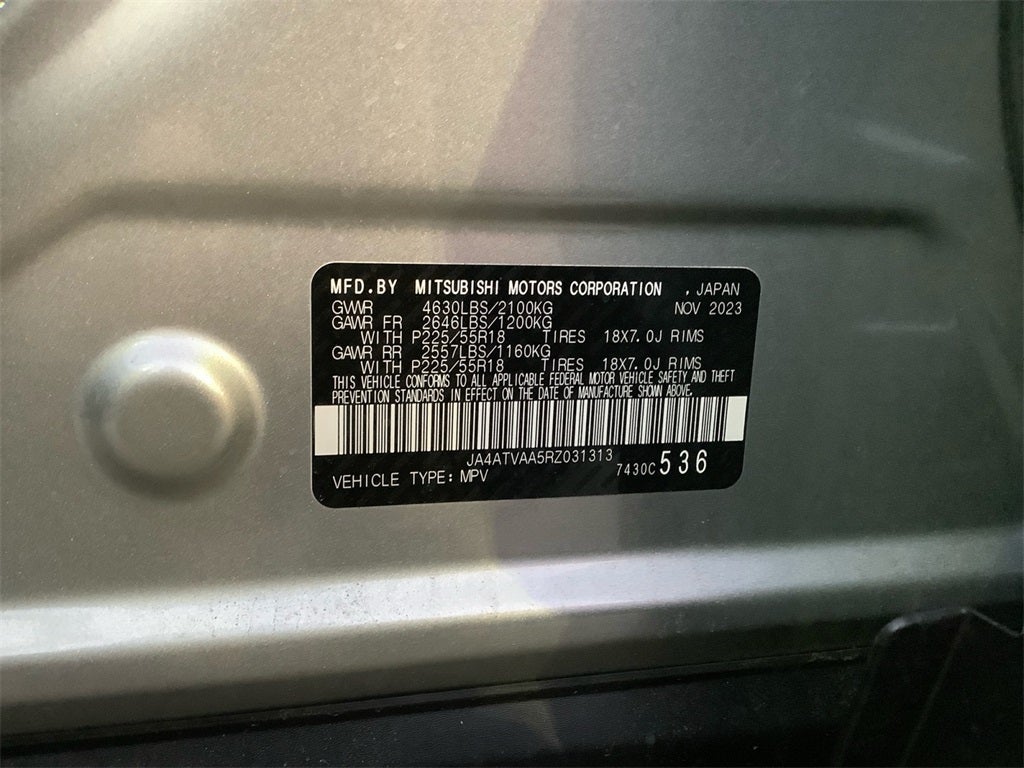 MFD.BY MITSUBISHI MOTORS CORPORATION , JAPAN
GVWR 4630LBS/2100KG NOV 2023
GAWR FR 2646LBS/1200KG
WITH P225/55R18 TIRES 18X7.0J RIMS
GAWR RR 2557LBS/1160KG
WITH P225/55R18 TIRES 18X7.0J RIMS
THIS VEHICLE CONFORMS TO ALL APPLICABLE FEDERAL MOTOR VEHICLE SAFETY AND THEFT
PREVENTION STANDARDS IN EFFECT ON THE DATE OF MANUFACTURE SHOWN ABOVE.
JA4ATVAA5RZ031313
7430C 536
VEHICLE TYPE: MPV